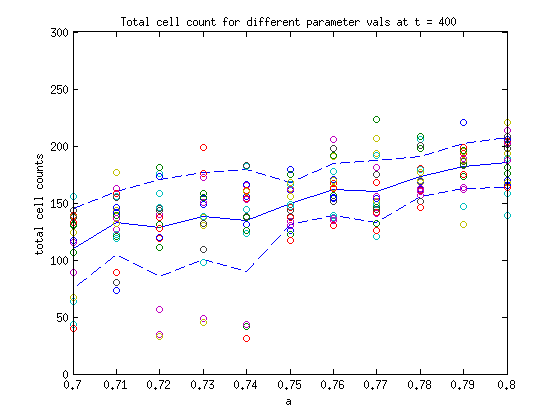 Total cell count for different parameter vals at t = 400
300
250
200
150
100
50
0
total cell counts
0.7 0.71 0.72 0.73 0.74 0.75 0.76 0.77 0.78 0.79 0.8
a